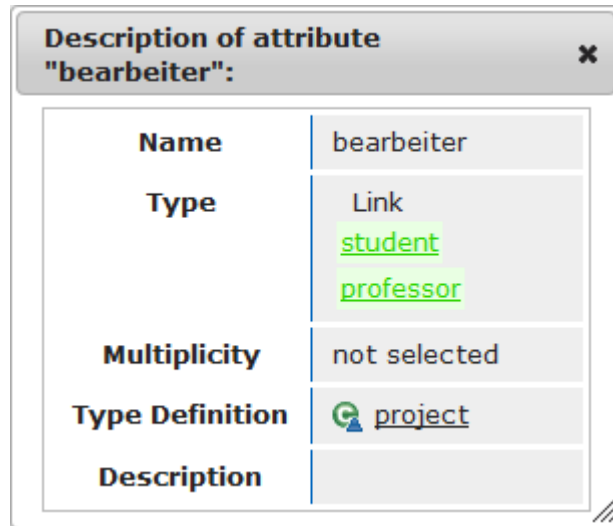 Description of attribute
"bearbeiter":
Name bearbeiter
Type Link
student
professor
Multiplicity not selected
Type Definition project
Description